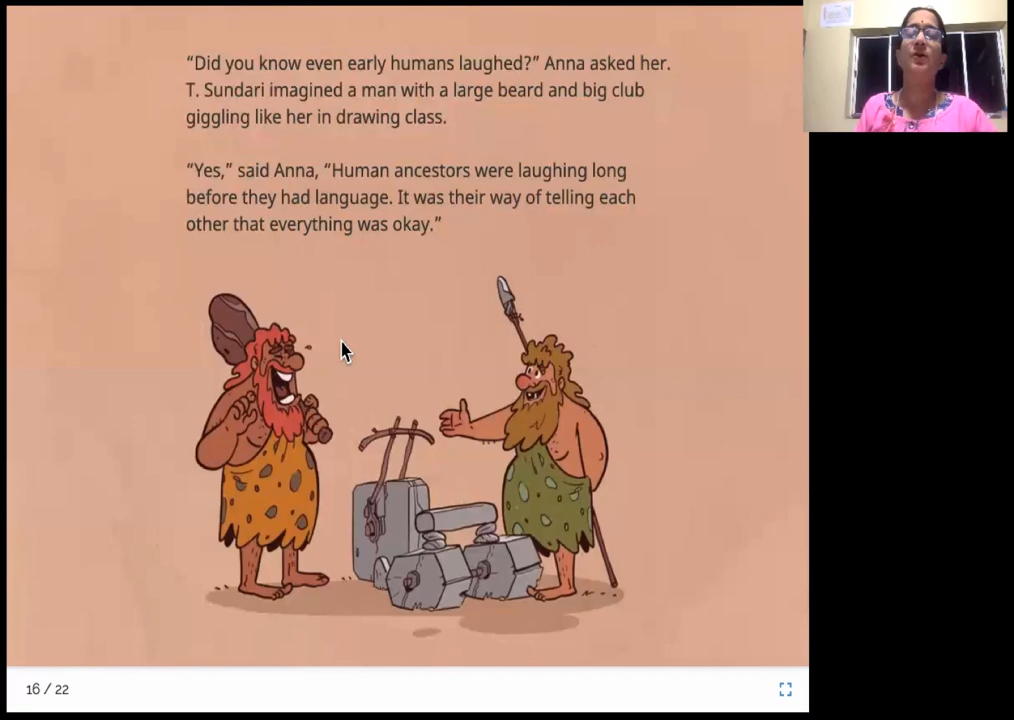 “Did you know even early humans laughed?” Anna asked her.
T. Sundari imagined a man with a large beard and big club
giggling like her in drawing class.
“Yes,” said Anna, “Human ancestors were laughing long
before they had language. It was their way of telling each
other that everything was okay.”
16 / 22